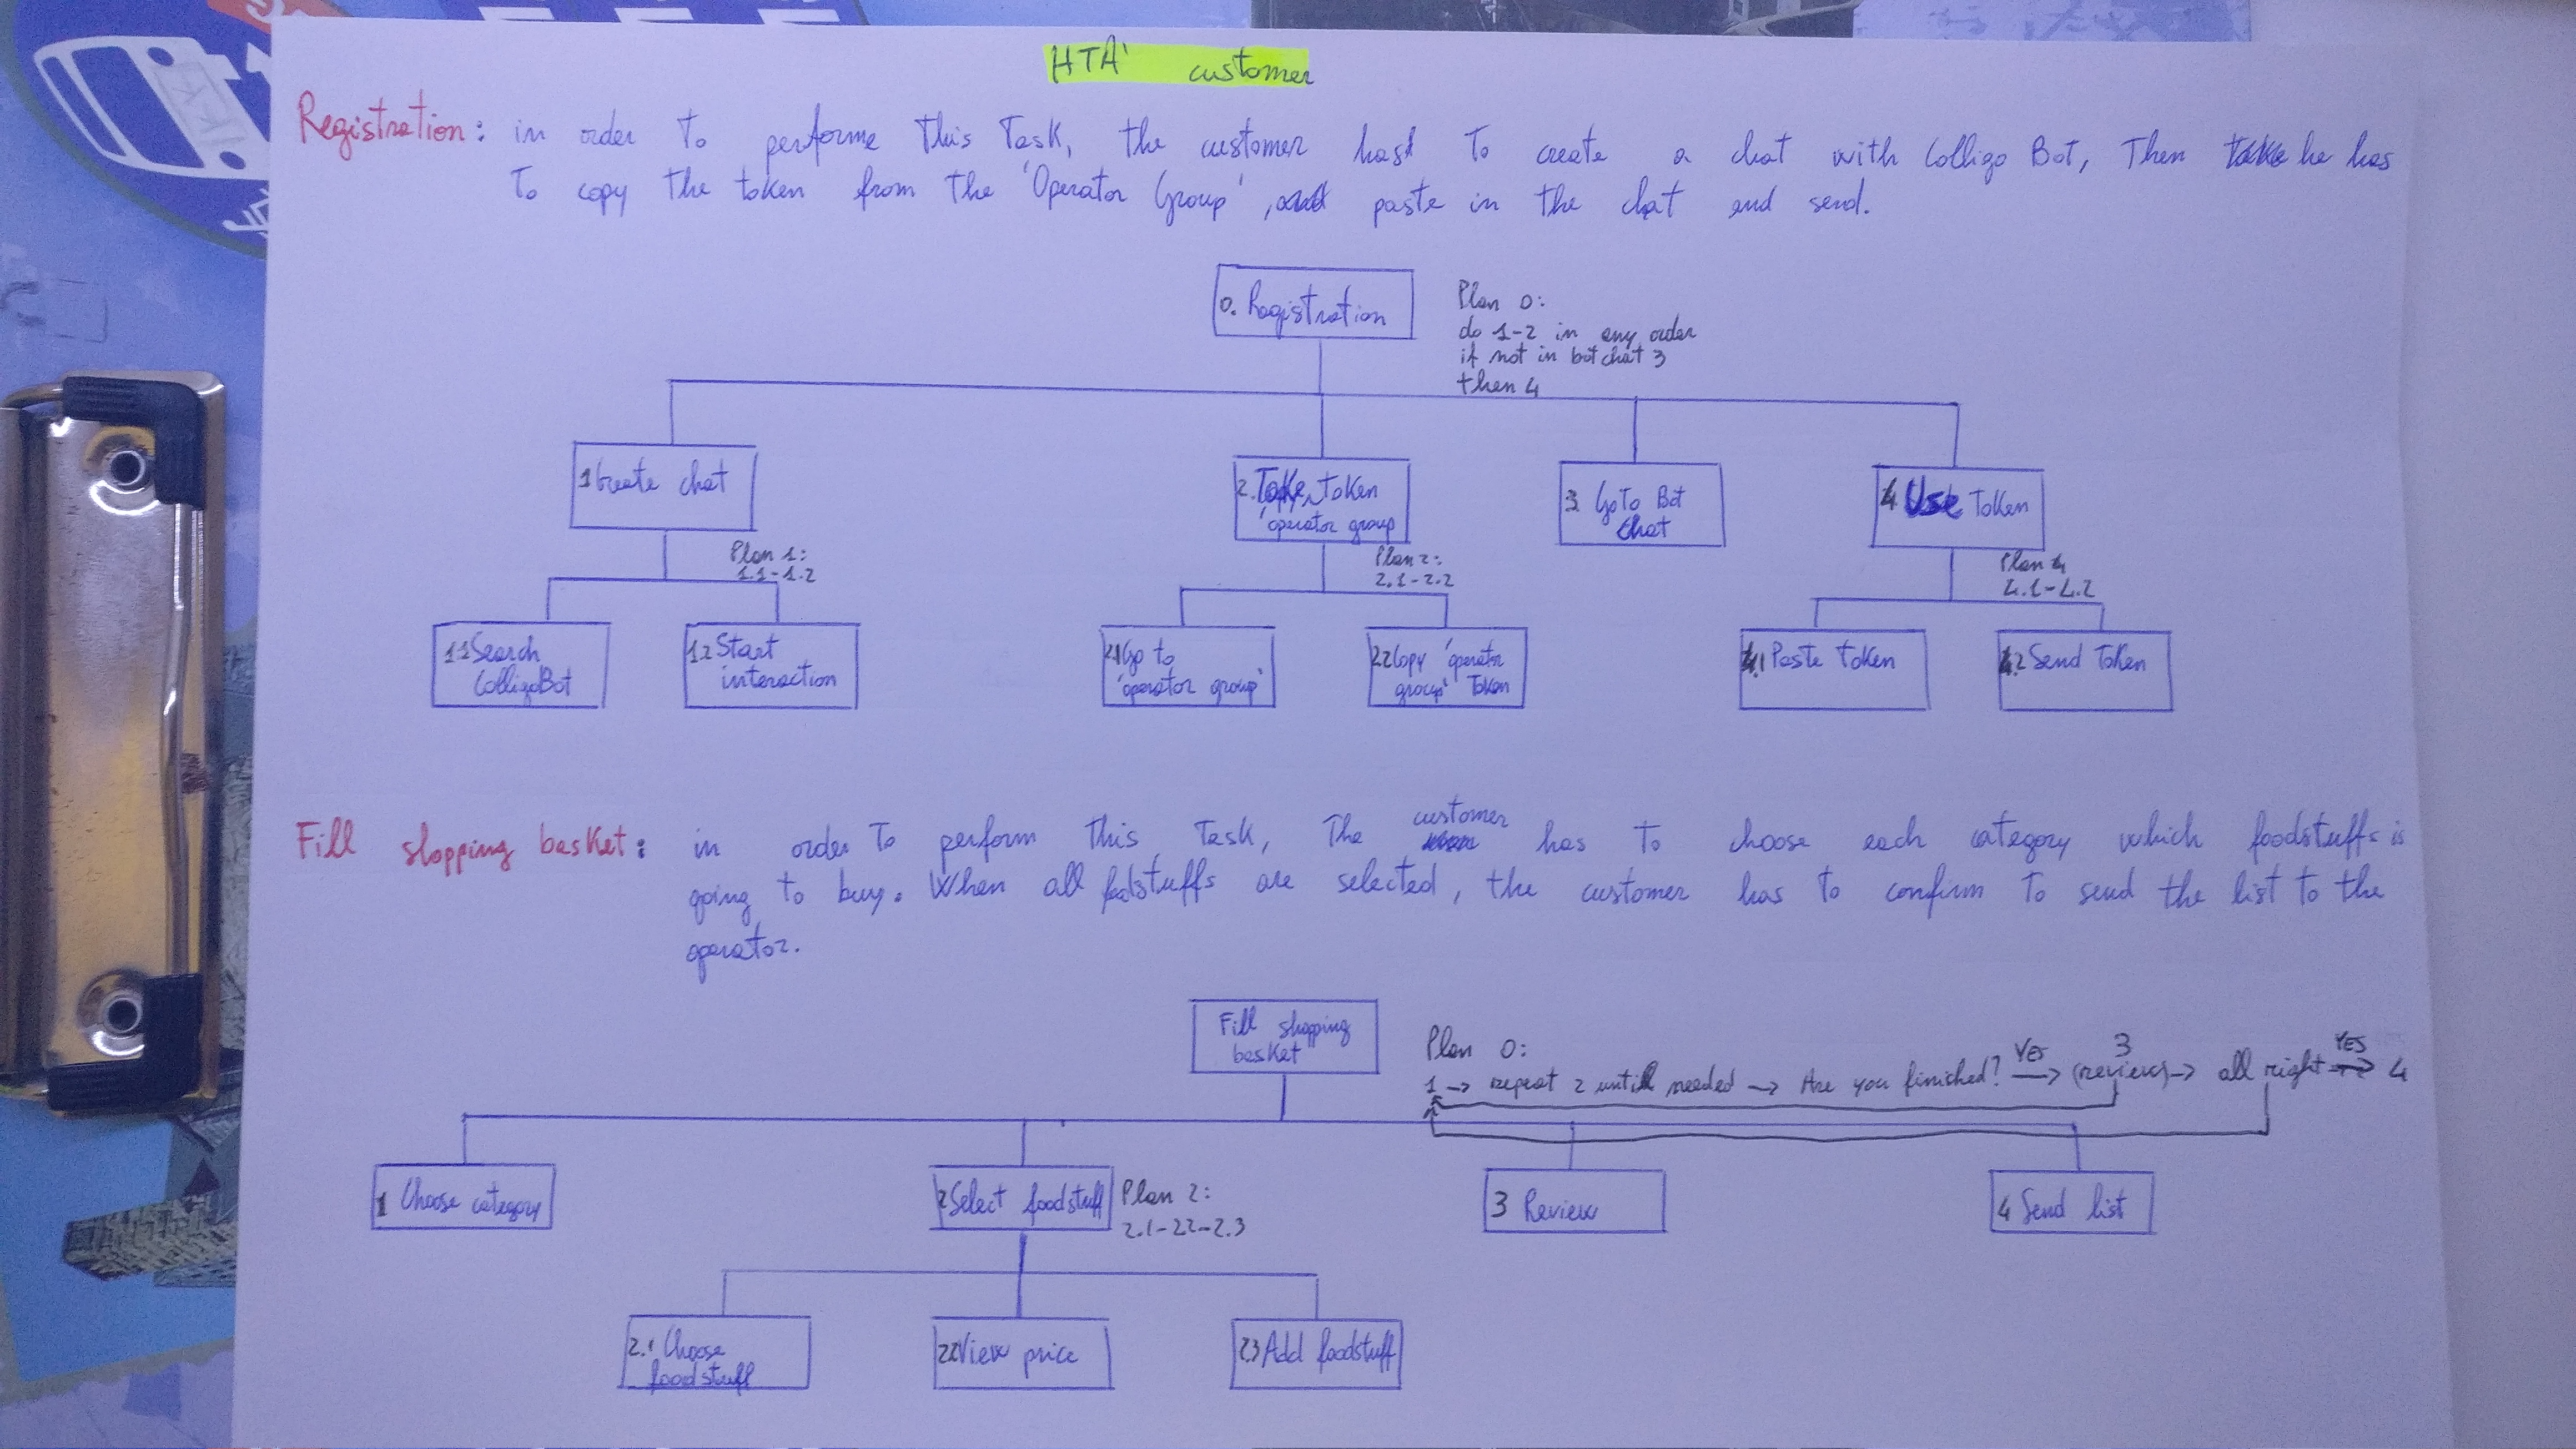 HTA' customer
Registration: in order to performe this task, the customer has to create a chat with Colligo Bot, Then he has
to copy the token from the 'Operator Group', paste in the chat and send.
0. Registration
Plan 0:
do 1-2 in any order
if not in bot chat 3
then 4
1 Create chat
2. token
'operator group
3 Go To Bot
Chat
4 Use Token
Plan 1:
1.1-1.2
Plan 2:
2.1-2.2
Plan 4
4.1-4.2
1.1 Search
ColligoBot
1.2 Start
interaction
2.1 Go to
'operator group'
2.2 Copy 'operator
group' Token
4.1 Paste token
4.2 Send Token
Fill shopping basket: in order to perform this task, the customer has to choose each category which foodstuffs is
going to buy. When all fodstuffs are selected, the customer has to confirm to send the list to the
operator.
Fill shopping
basket
Plan 0:
1 -> repeat 2 untill needed -> Are you finished? YES -> 3 (review) -> all right YES -> 4
1 Choose category
2 Select foodstuff
Plan 2:
2.1-2.2-2.3
3 Review
4 Send list
2.1 Choose
foodstuff
2.2 View price
2.3 Add foodstuff